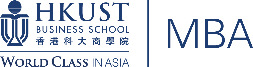 HKUST
BUSINESS SCHOOL
香港科大商學院
WORLD CLASS IN ASIA
MBA